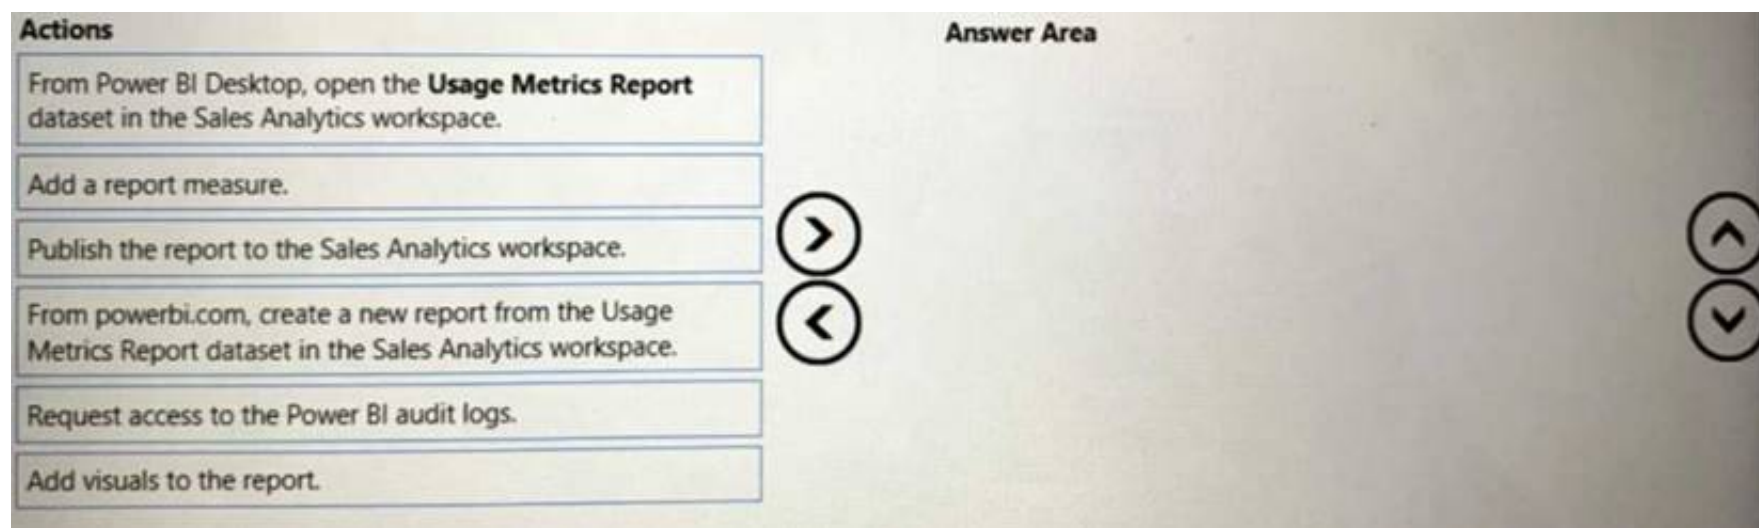 Actions
Answer Area
From Power BI Desktop, open the Usage Metrics Report
dataset in the Sales Analytics workspace.
Add a report measure.
Publish the report to the Sales Analytics workspace.
From powerbi.com, create a new report from the Usage
Metrics Report dataset in the Sales Analytics workspace.
Request access to the Power BI audit logs.
Add visuals to the report.